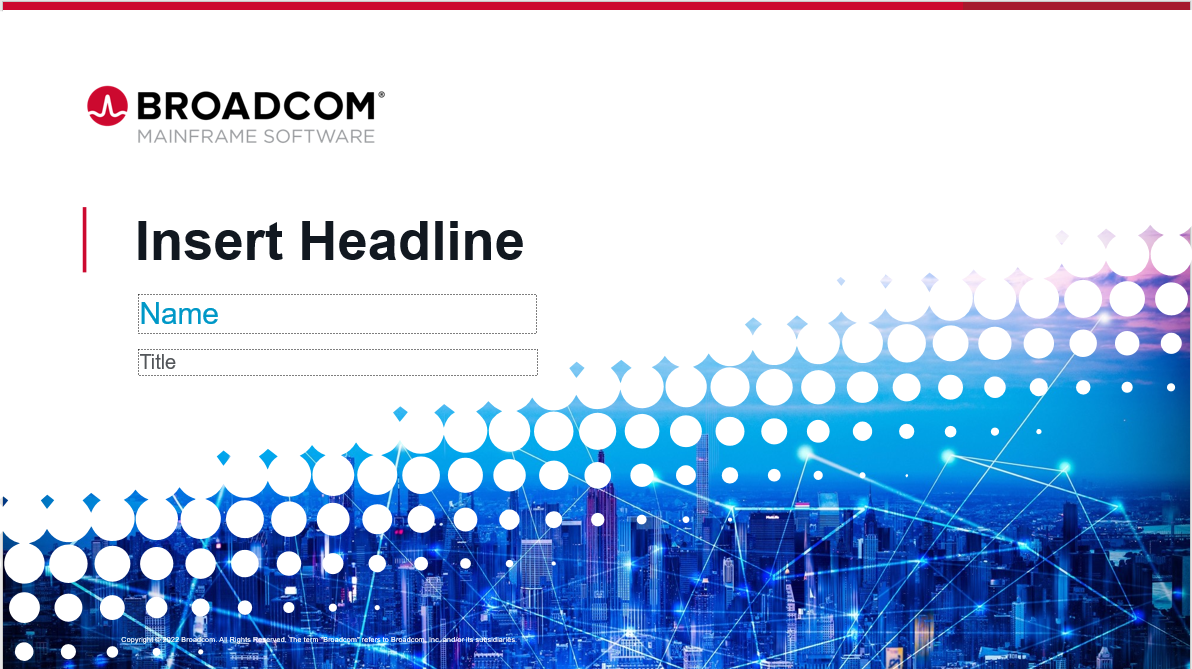 BROADCOM®
MAINFRAME SOFTWARE
Insert Headline
Name
Title
Copyright © 2022 Broadcom. All Rights Reserved. The term “Broadcom” refers to Broadcom, Inc. and/or its subsidiaries.